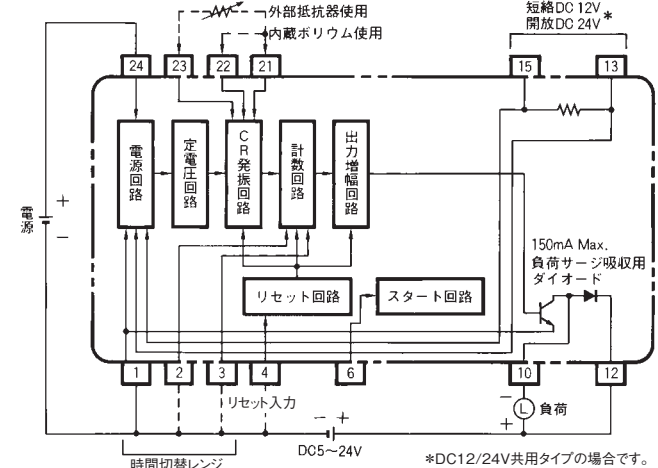 外部抵抗器使用
内蔵ボリウム使用
短絡DC 12V
開放DC 24V*
24
23
22
21
15
13
電源回路
定電圧回路
CR発振回路
計数回路
出力増幅回路
+
電源
−
150mA Max.
負荷サージ吸収用
ダイオード
リセット回路
スタート回路
1
2
3
4
6
10
12
リセット入力
−
L
負荷
+
− +
DC5〜24V
時間切替レンジ
*DC12/24V共用タイプの場合です。